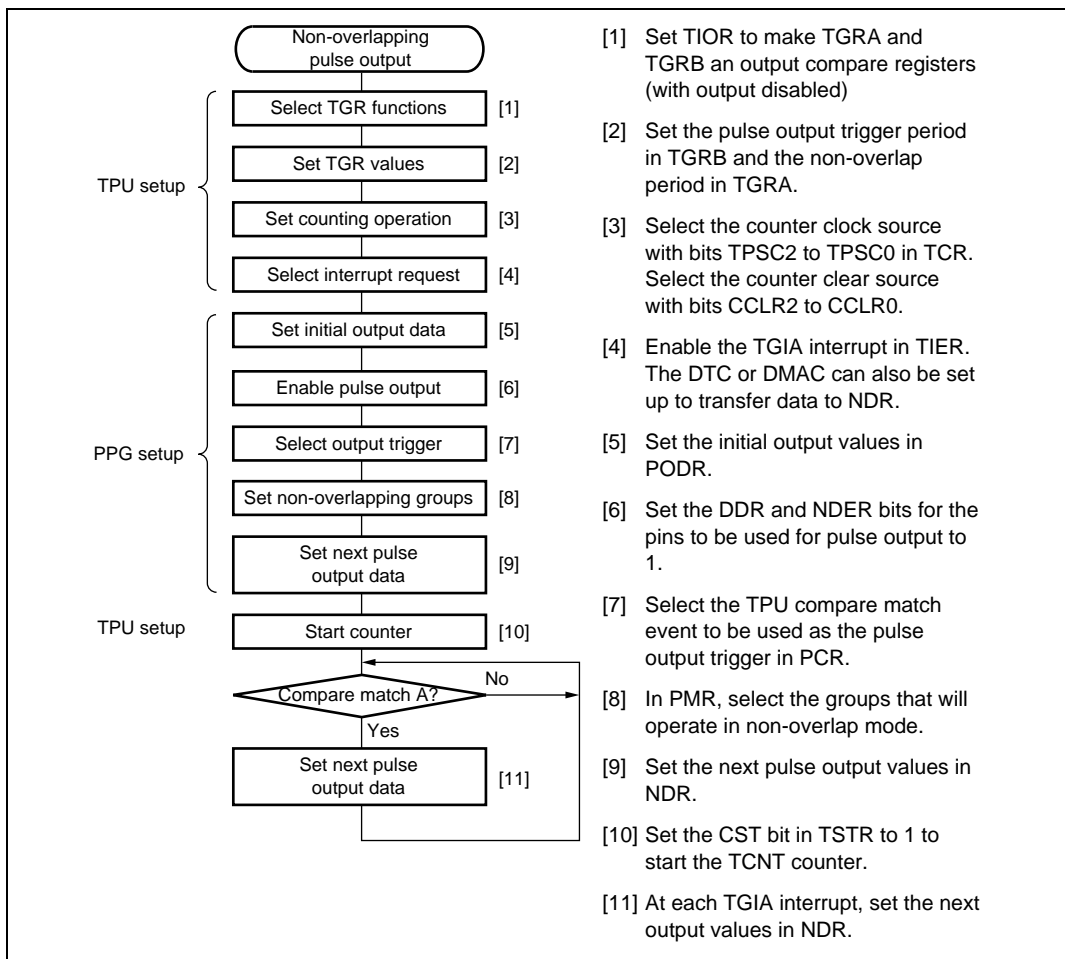 Non-overlapping
pulse output
Select TGR functions [1]
Set TGR values [2]
TPU setup
Set counting operation [3]
Select interrupt request [4]
Set initial output data [5]
Enable pulse output [6]
Select output trigger [7]
PPG setup
Set non-overlapping groups [8]
Set next pulse
output data
[9]
TPU setup
Start counter [10]
Compare match A?
No
Yes
Set next pulse
output data
[11]
[1] Set TIOR to make TGRA and
TGRB an output compare registers
(with output disabled)
[2] Set the pulse output trigger period
in TGRB and the non-overlap
period in TGRA.
[3] Select the counter clock source
with bits TPSC2 to TPSC0 in TCR.
Select the counter clear source
with bits CCLR2 to CCLR0.
[4] Enable the TGIA interrupt in TIER.
The DTC or DMAC can also be set
up to transfer data to NDR.
[5] Set the initial output values in
PODR.
[6] Set the DDR and NDER bits for the
pins to be used for pulse output to
1.
[7] Select the TPU compare match
event to be used as the pulse
output trigger in PCR.
[8] In PMR, select the groups that will
operate in non-overlap mode.
[9] Set the next pulse output values in
NDR.
[10] Set the CST bit in TSTR to 1 to
start the TCNT counter.
[11] At each TGIA interrupt, set the next
output values in NDR.